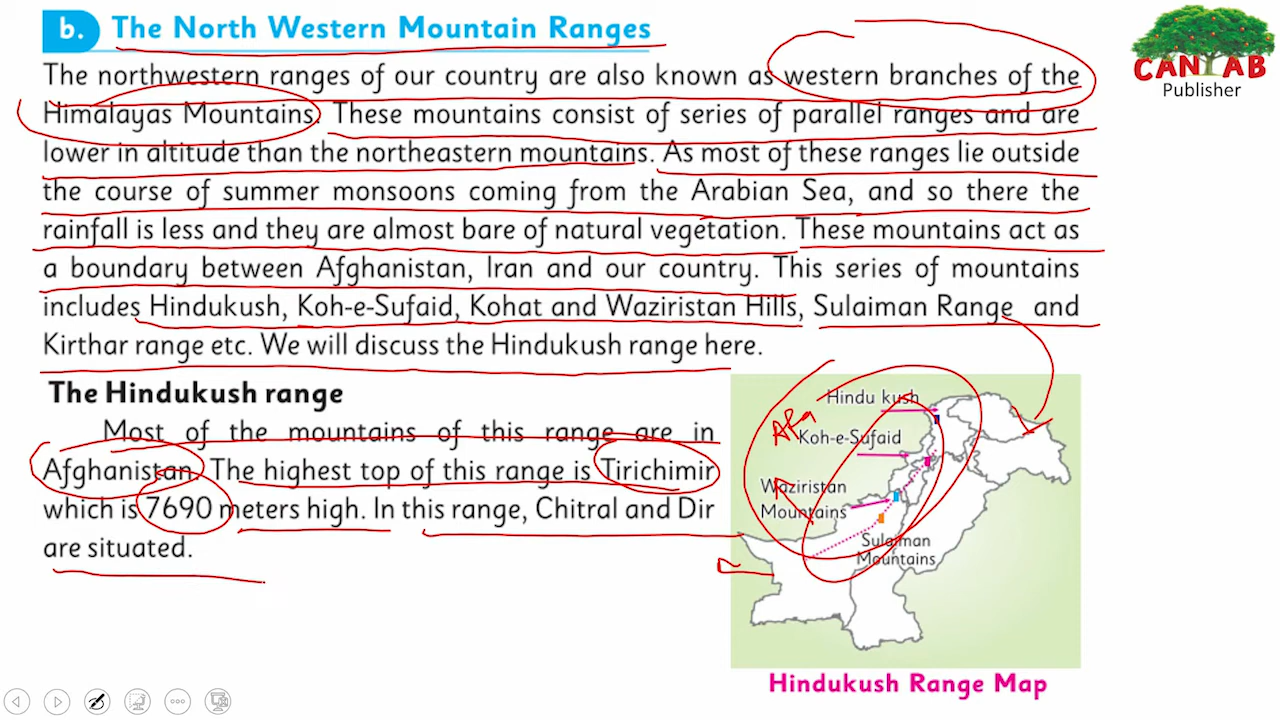 b. The North Western Mountain Ranges
CANTAB
Publisher
The northwestern ranges of our country are also known as western branches of the
Himalayas Mountains. These mountains consist of series of parallel ranges and are
lower in altitude than the northeastern mountains. As most of these ranges lie outside
the course of summer monsoons coming from the Arabian Sea, and so there the
rainfall is less and they are almost bare of natural vegetation. These mountains act as
a boundary between Afghanistan, Iran and our country. This series of mountains
includes Hindukush, Koh-e-Sufaid, Kohat and Waziristan Hills, Sulaiman Range and
Kirthar range etc. We will discuss the Hindukush range here.
The Hindukush range
Most of the mountains of this range are in
Afghanistan. The highest top of this range is Tirichimir
which is 7690 meters high. In this range, Chitral and Dir
are situated.
Hindu kush
Koh-e-Sufaid
Waziristan
Mountains
Sulaiman
Mountains
Hindukush Range Map